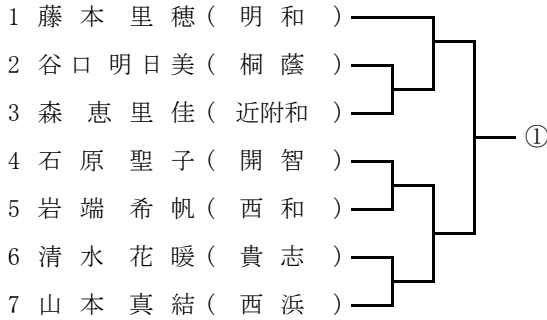 1 藤本里穂(明和)
2 谷口明日美(桐蔭)
3 森恵里佳(近附和)
4 石原聖子(開智)
5 岩端希帆(西和)
6 清水花暖(貴志)
7 山本真結(西浜)
①